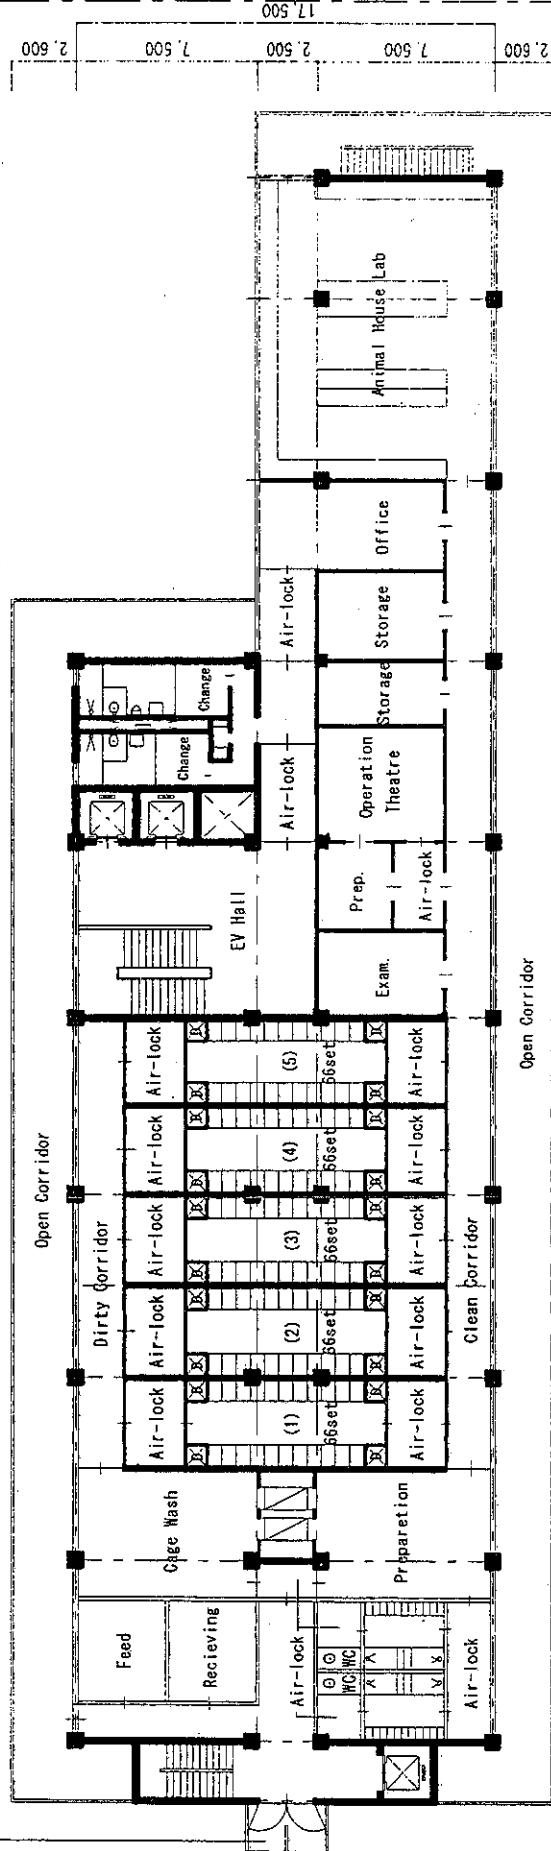 17.500
2.600
7.500
2.500
7.500
2.600
Animal House Lab
Office
Air-lock
Storage
Storage
Change
Change
Air-lock
Operation
Theatre
Prep.
Air-lock
EV Hall
Exam.
Open Corridor
Open Corridor
Dirty Corridor
Clean Corridor
Air-lock
(5)
66set
Air-lock
Air-lock
(4)
66set
Air-lock
Air-lock
(3)
66set
Air-lock
Air-lock
(2)
66set
Air-lock
Air-lock
(1)
66set
Air-lock
Cage Wash
Preparetion
Feed
Recieving
Air-lock
WC
WC
Air-lock